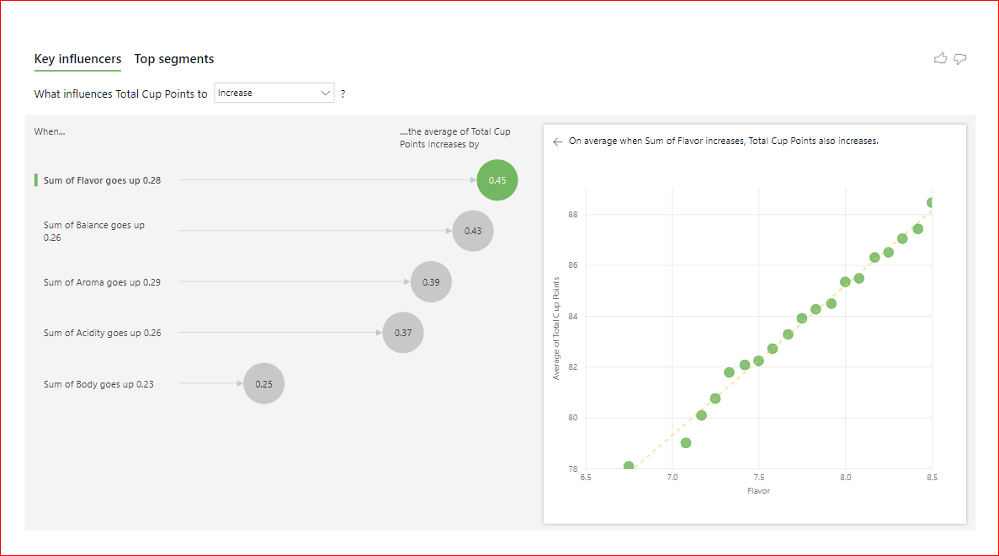 Key influencers Top segments
What influences Total Cup Points to Increase ?
When...
....the average of Total Cup
Points increases by
Sum of Flavor goes up 0.28
0.45
Sum of Balance goes up
0.26
0.43
Sum of Aroma goes up 0.29
0.39
Sum of Acidity goes up 0.26
0.37
Sum of Body goes up 0.23
0.25
On average when Sum of Flavor increases, Total Cup Points also increases.
Average of Total Cup Points
88
86
84
82
80
78
6.5 7.0 7.5 8.0 8.5
Flavor